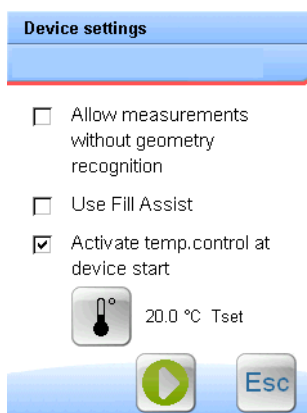 Device settings
Allow measurements
without geometry
recognition
Use Fill Assist
Activate temp.control at
device start
20.0 °C Tset
Esc